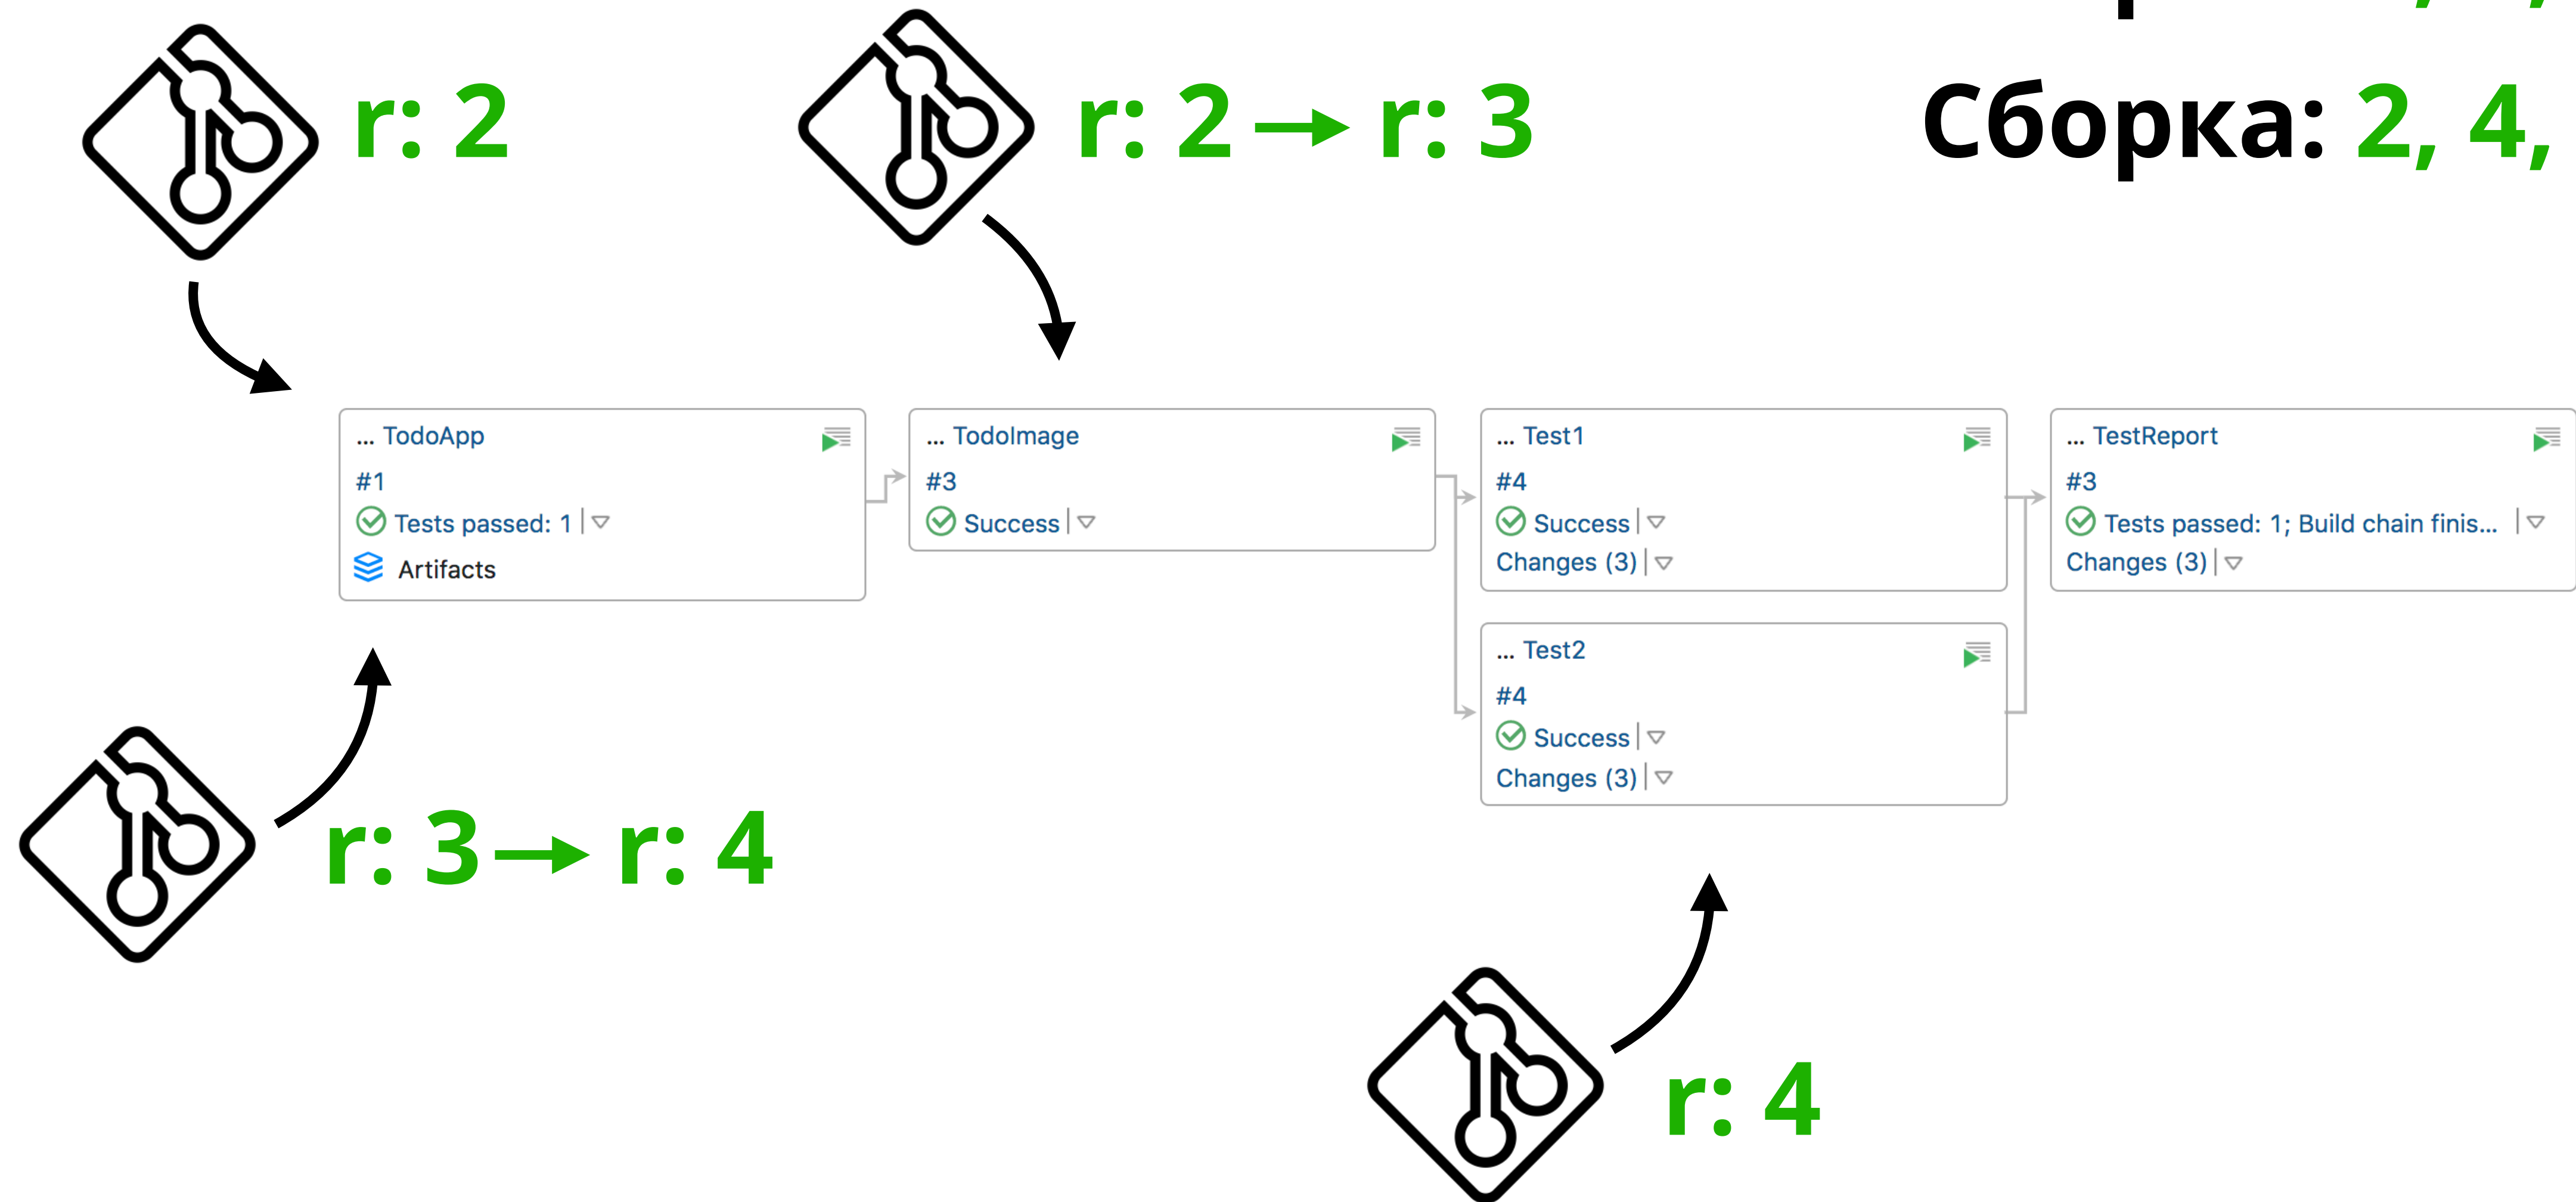 r: 2
r: 2 → r: 3
Сборка: 2, 4,
... TodoApp
#1
Tests passed: 1
Artifacts
... TodoImage
#3
Success
... Test1
#4
Success
Changes (3)
... TestReport
#3
Tests passed: 1; Build chain finis...
Changes (3)
... Test2
#4
Success
Changes (3)
r: 3 → r: 4
r: 4